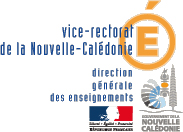 vice-rectorat
de la Nouvelle-Calédonie
direction
générale
des enseignements
Liberté • Égalité • Fraternité
RÉPUBLIQUE FRANÇAISE
GOUVERNEMENT DE LA
NOUVELLE
CALÉDONIE